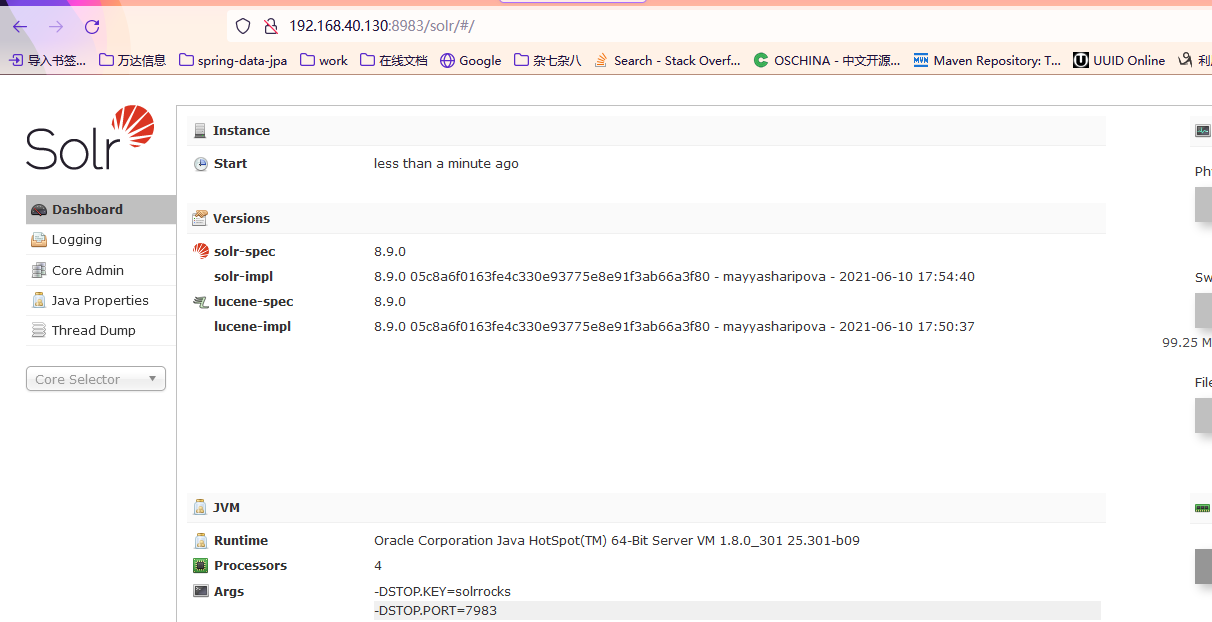 192.168.40.130:8983/solr/#/
导入书签... 万达信息 spring-data-jpa work 在线文档 Google 杂七杂八 Search - Stack Overf... OSCHINA - 中文开源... Maven Repository: T... UUID Online
Solr
Dashboard
Logging
Core Admin
Java Properties
Thread Dump
Core Selector
Instance
Start less than a minute ago
Versions
solr-spec 8.9.0
solr-impl 8.9.0 05c8a6f0163fe4c330e93775e8e91f3ab66a3f80 - mayyasharipova - 2021-06-10 17:54:40
lucene-spec 8.9.0
lucene-impl 8.9.0 05c8a6f0163fe4c330e93775e8e91f3ab66a3f80 - mayyasharipova - 2021-06-10 17:50:37
JVM
Runtime Oracle Corporation Java HotSpot(TM) 64-Bit Server VM 1.8.0_301 25.301-b09
Processors 4
Args -DSTOP.KEY=solrrocks
-DSTOP.PORT=7983
Sw
99.25 M
File